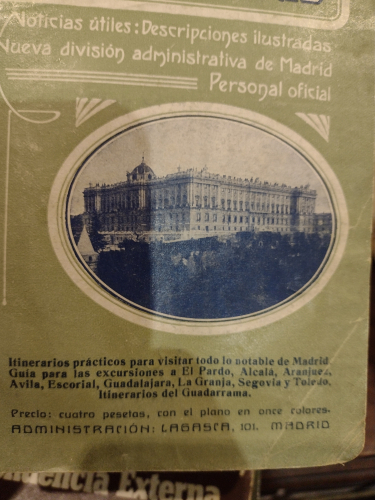 Noticias útiles: Descripciones ilustradas
Nueva división administrativa de Madrid
Personal oficial
Itinerarios prácticos para visitar todo lo notable de Madrid
Guía para las excursiones a El Pardo, Alcalá, Aranjuez,
Avila, Escorial, Guadalajara, La Granja, Segovia y Toledo.
Itinerarios del Guadarrama.
Precio: cuatro pesetas, con el plano en once colores.
ADMINISTRACIÓN: LAGASCA, 101. MADRID
Externa